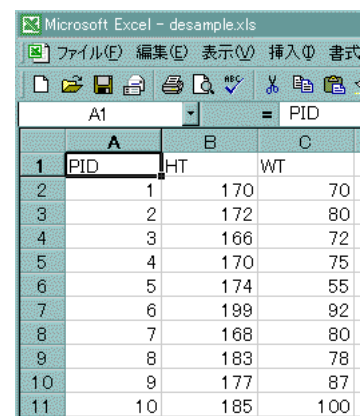 Microsoft Excel - desample.xls
ファイル(F) 編集(E) 表示(V) 挿入(I) 書式
ABC
A1 = PID
A B C
1 PID HT WT
2 1 170 70
3 2 172 80
4 3 166 72
5 4 170 75
6 5 174 55
7 6 199 92
8 7 168 80
9 8 183 78
10 9 177 87
11 10 185 100